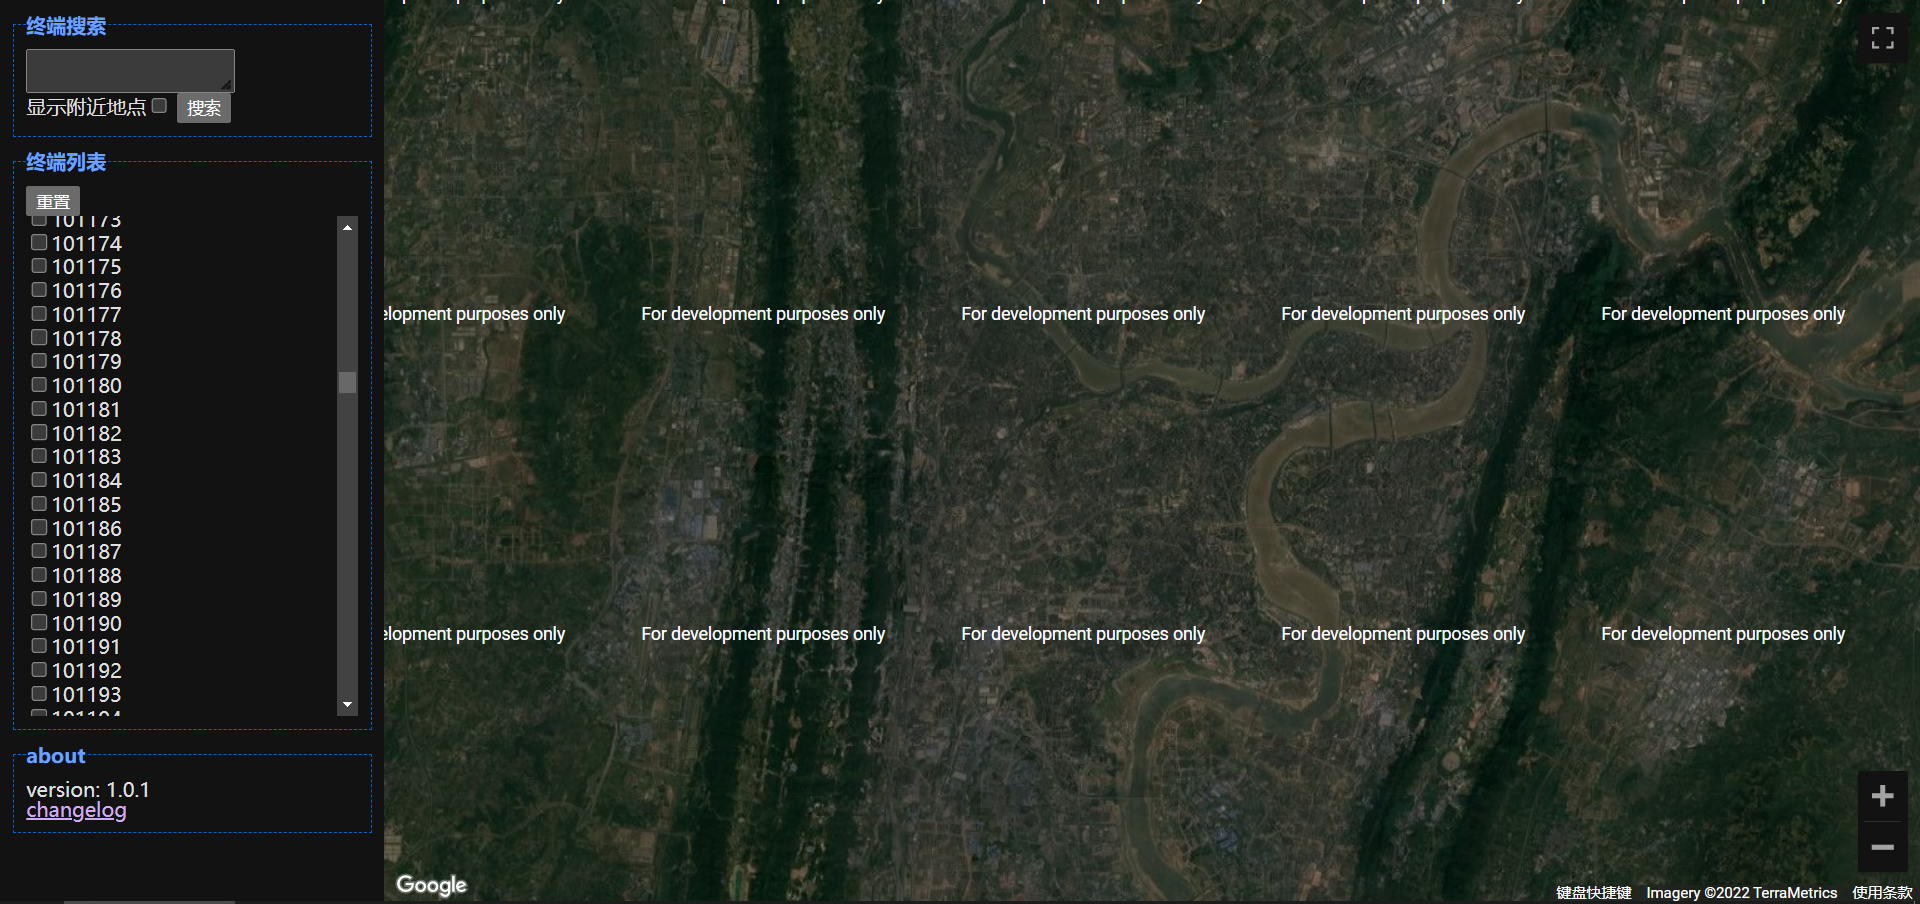 终端搜索
显示附近地点 搜索
终端列表
重置
101173
101174
101175
101176
101177
101178
101179
101180
101181
101182
101183
101184
101185
101186
101187
101188
101189
101190
101191
101192
101193
101194
about
version: 1.0.1
changelog
elopment purposes only For development purposes only For development purposes only For development purposes only For development purposes only
elopment purposes only For development purposes only For development purposes only For development purposes only For development purposes only
Google
键盘快捷键 Imagery ©2022 TerraMetrics 使用条款